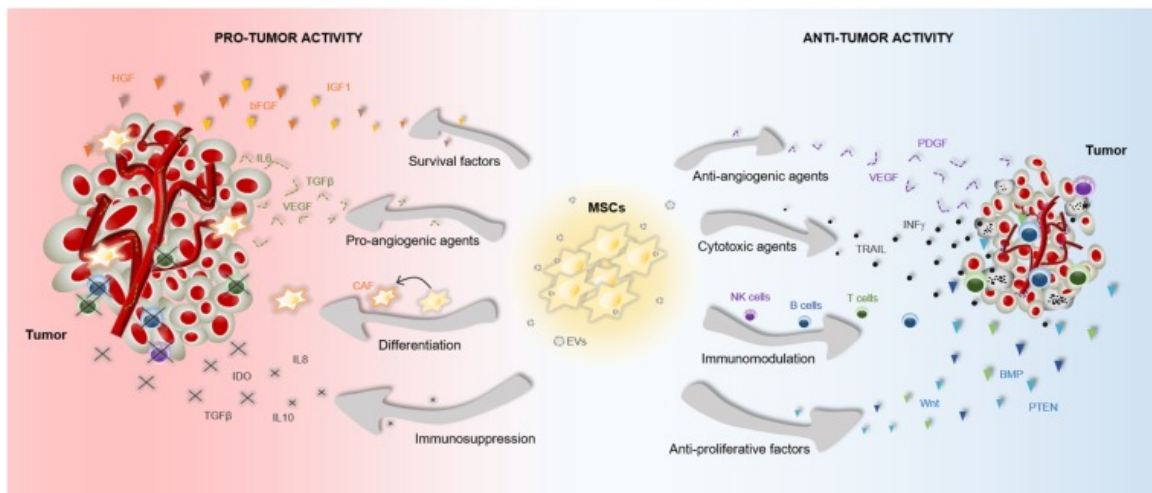 PRO-TUMOR ACTIVITY
HGF
IGF1
bFGF
Survival factors
IL6
TGFβ
VEGF
Pro-angiogenic agents
CAF
Differentiation
Tumor
IL8
IDO
TGFβ
IL10
Immunosuppression
MSCs
EVs
ANTI-TUMOR ACTIVITY
PDGF
Tumor
Anti-angiogenic agents
VEGF
INFγ
Cytotoxic agents
TRAIL
NK cells
B cells
T cells
Immunomodulation
BMP
Wnt
PTEN
Anti-proliferative factors